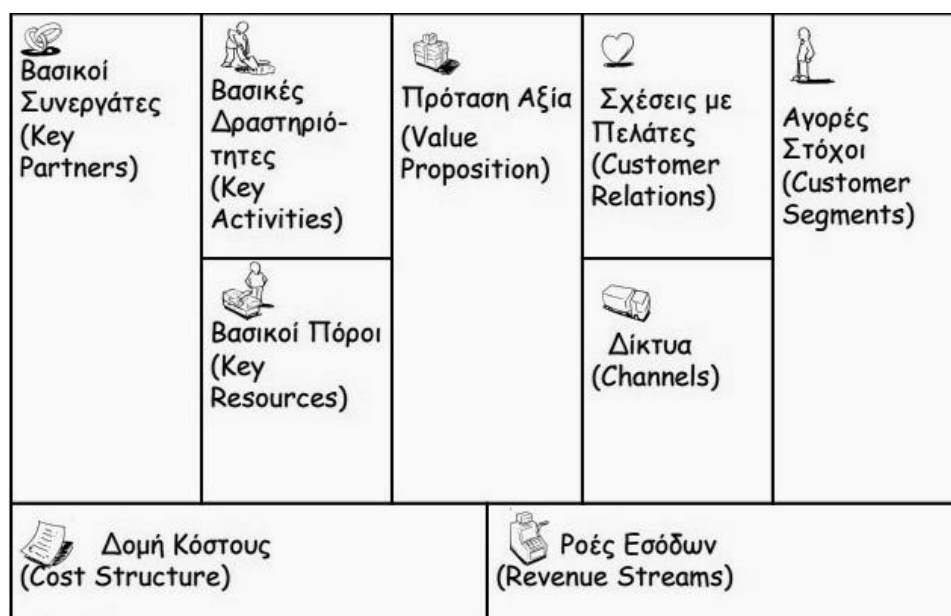 Βασικοί
Συνεργάτες
(Key
Partners)
Βασικές
Δραστηριό-
τητες
(Key
Activities)
Βασικοί Πόροι
(Key
Resources)
Πρόταση Αξία
(Value
Proposition)
Σχέσεις με
Πελάτες
(Customer
Relations)
Δίκτυα
(Channels)
Αγορές
Στόχοι
(Customer
Segments)
Δομή Κόστους
(Cost Structure)
Ροές Εσόδων
(Revenue Streams)